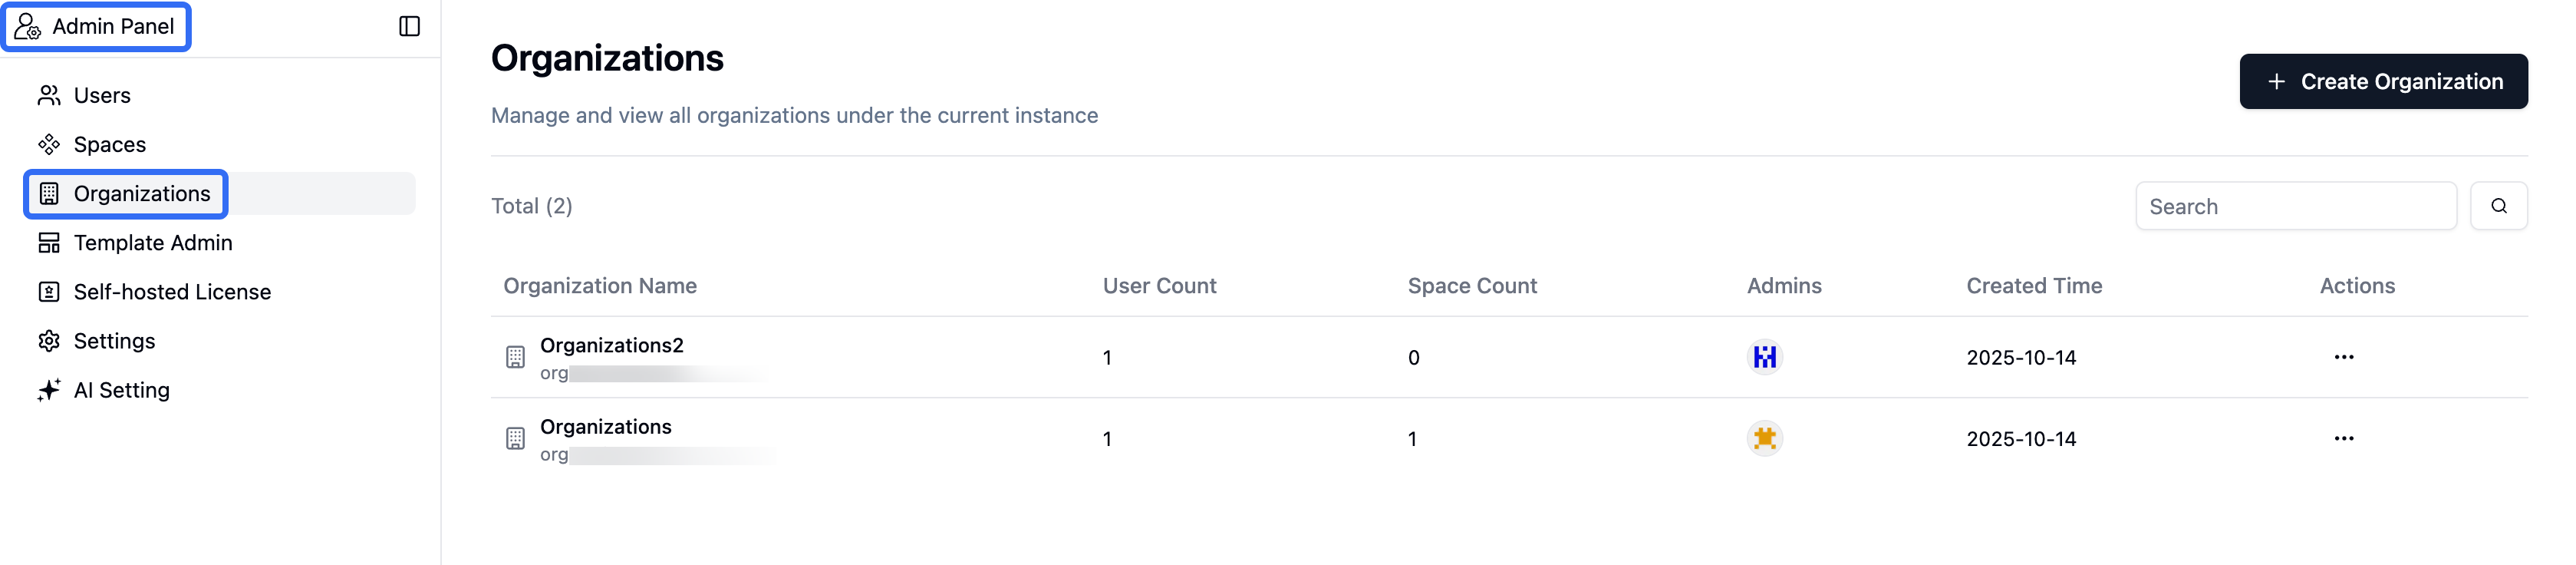 Admin Panel
Users
Spaces
Organizations
Template Admin
Self-hosted License
Settings
AI Setting
Organizations
Manage and view all organizations under the current instance
+ Create Organization
Total (2)
Search
Organization Name User Count Space Count Admins Created Time Actions
Organizations2
org
1 0 2025-10-14 ···
Organizations
org
1 1 2025-10-14 ···